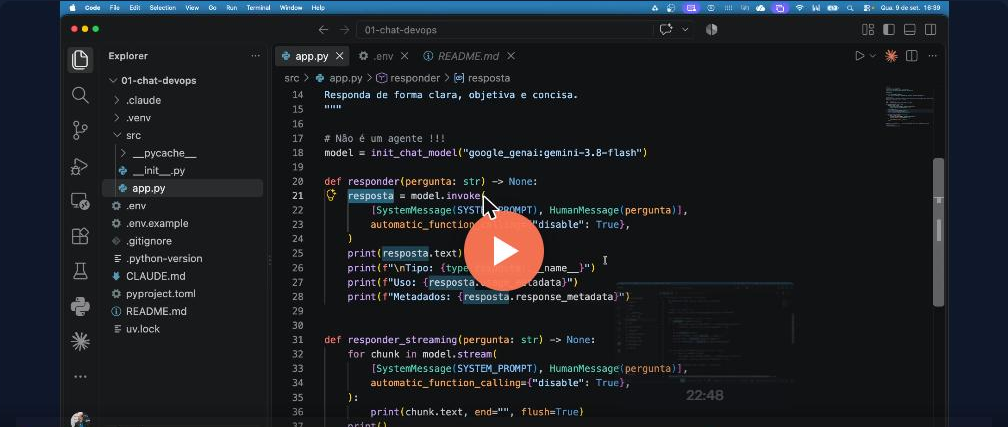 Code File Edit Selection View Go Run Terminal Window Help
Qua. 9 de set. 16:39
01-chat-devops
Explorer
app.py
.env
README.md
src > app.py > responder > resposta
01-chat-devops
.claude
.venv
src
__pycache__
__init__.py
app.py
.env
.env.example
.gitignore
.python-version
CLAUDE.md
pyproject.toml
README.md
uv.lock
14 Responda de forma clara, objetiva e concisa.
15 """
16
17 # Não é um agente !!!
18 model = init_chat_model("google_genai:gemini-3.8-flash")
19
20 def responder(pergunta: str) -> None:
21 resposta = model.invoke(
22 [SystemMessage(SYSTEM_PROMPT), HumanMessage(pergunta)],
23 "disable": True},
24 )
25 print(resposta.text)
26 print(f"\nTipo: {type __name__}")
27 print(f"Uso: {resposta. metadata}")
28 print(f"Metadados: {resposta.response_metadata}")
29
30
31 def responder_streaming(pergunta: str) -> None:
32 for chunk in model.stream(
33 [SystemMessage(SYSTEM_PROMPT), HumanMessage(pergunta)],
34 automatic_function_calling={"disable": True},
35 ):
36 print(chunk.text, end="", flush=True)
37 print()
22:48